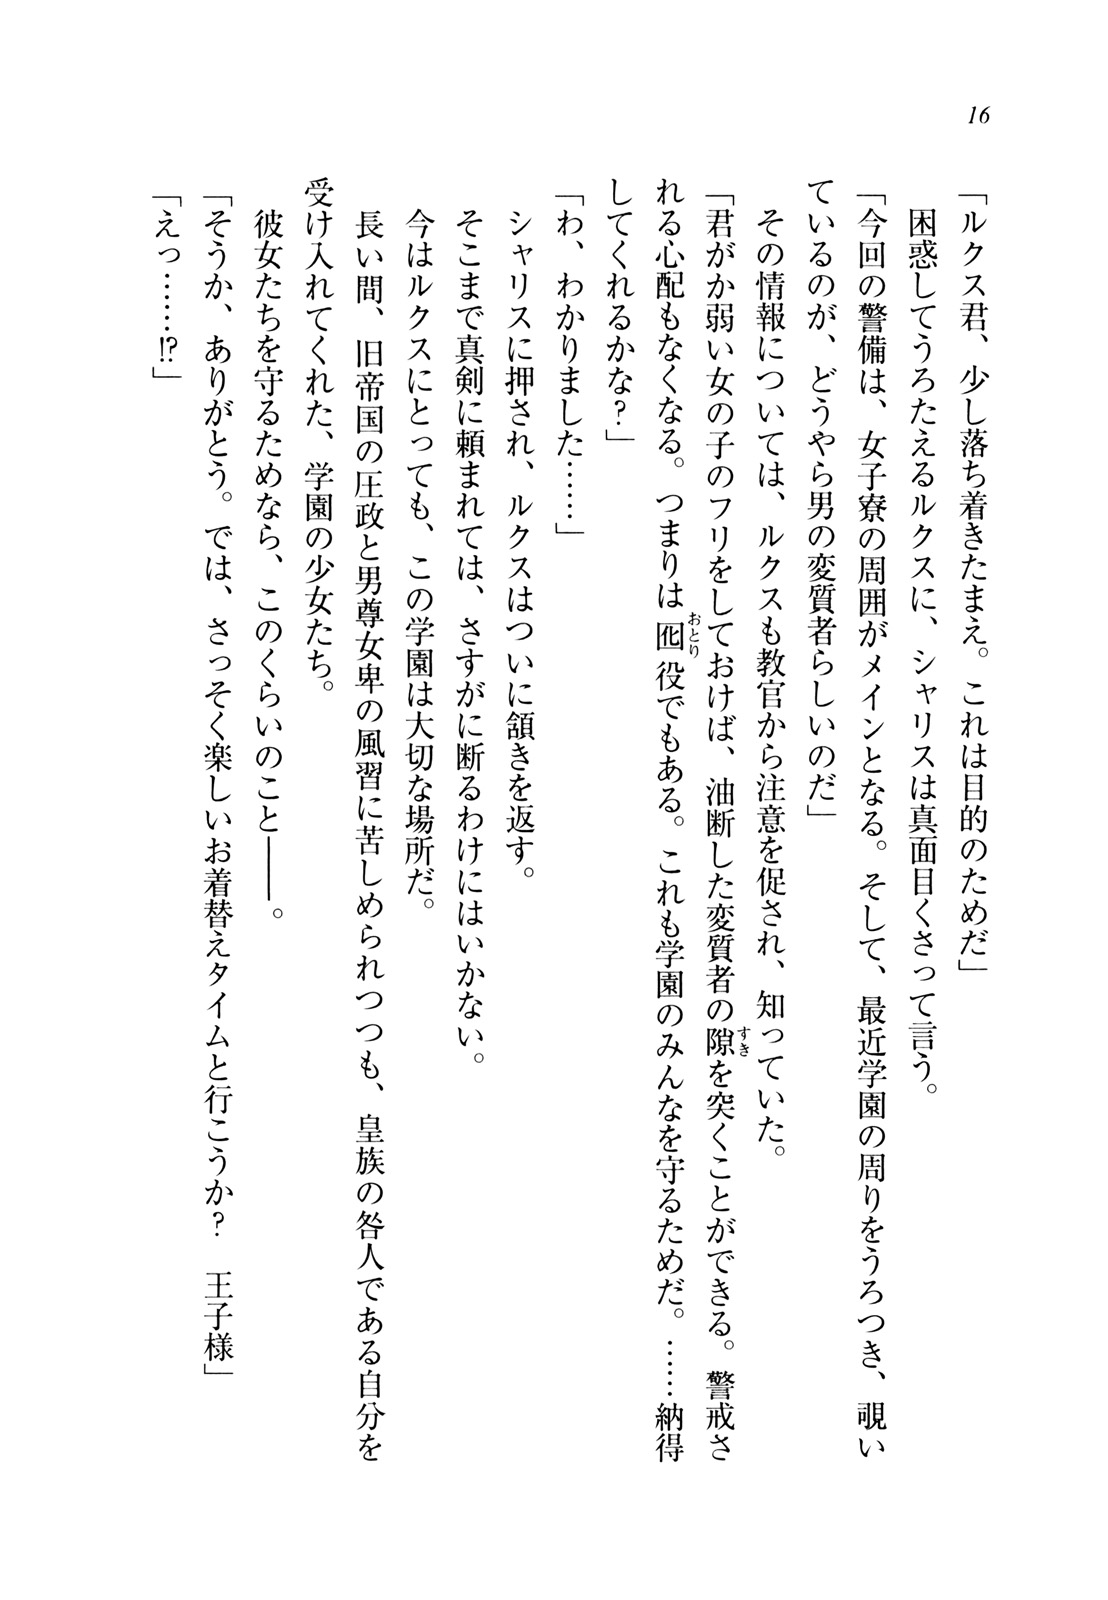 16
「ルクス君、少し落ち着きたまえ。これは目的のためだ」
困惑してうろたえるルクスに、シャリスは真面目くさって言う。
「今回の警備は、女子寮の周囲がメインとなる。そして、最近学園の周りをうろつき、覗い
ているのが、どうやら男の変質者らしいのだ」
その情報については、ルクスも教官から注意を促され、知っていた。
「君がか弱い女の子のフリをしておけば、油断した変質者の隙を突くことができる。警戒さ
れる心配もなくなる。つまりは囮役でもある。これも学園のみんなを守るためだ。……納得
してくれるかな？」
「わ、わかりました……」
シャリスに押され、ルクスはついに頷きを返す。
そこまで真剣に頼まれては、さすがに断るわけにはいかない。
今はルクスにとっても、この学園は大切な場所だ。
長い間、旧帝国の圧政と男尊女卑の風習に苦しめられつつも、皇族の咎人である自分を
受け入れてくれた、学園の少女たち。
彼女たちを守るためなら、このくらいのこと――。
「そうか、ありがとう。では、さっそく楽しいお着替えタイムと行こうか？　王子様」
「えっ……!?」